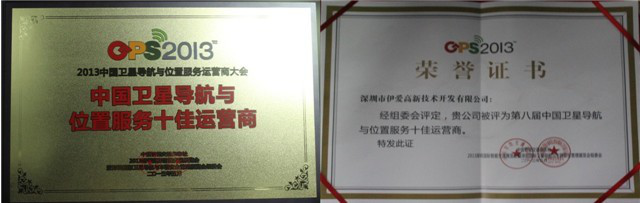 GPS2013
2013中国卫星导航与位置服务运营商大会
中国卫星导航与
位置服务十佳运营商
GPS2013
荣誉证书
深圳市伊爱高新技术开发有限公司：
经组委会评定，贵公司被评为第八届中国卫星导航
与位置服务十佳运营商。
特发此证